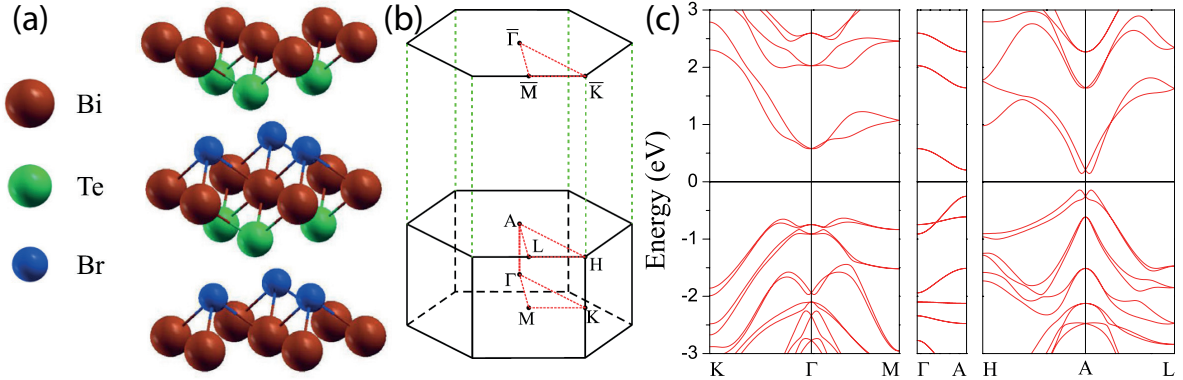 (a)
Bi
Te
Br
(b)
Γ̅
M̅
K̅
A
L
H
Γ
M
K
(c)
Energy (eV)
3
2
1
0
-1
-2
-3
K Γ M Γ A H A L